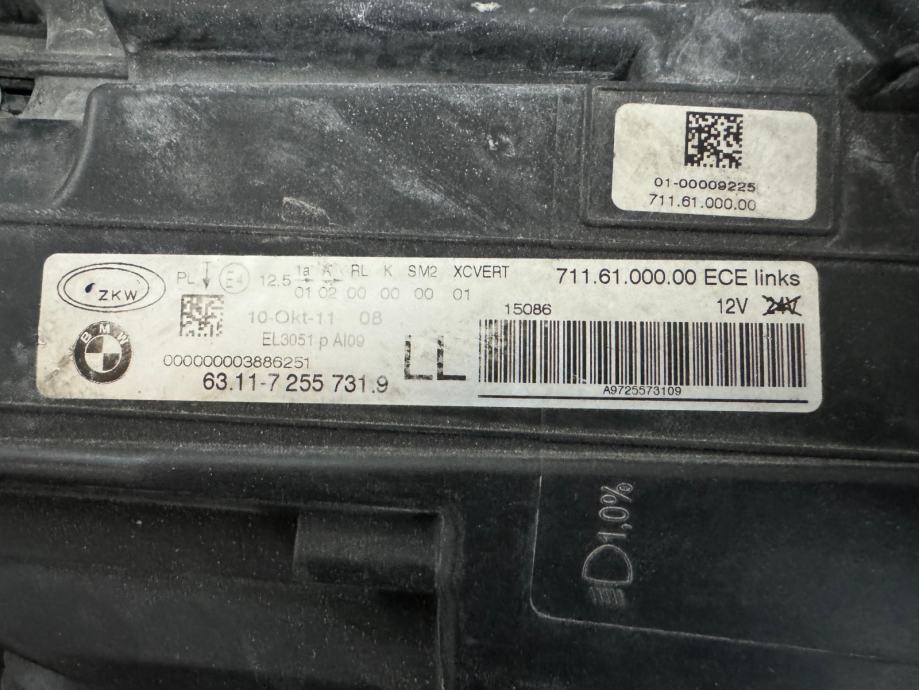 01-00009225
711.61.000.00
ZKW
PL E4 12.5 1a A RL K SM2 XCVERT 711.61.000.00 ECE links
01 02 00 00 00 01
15086 12V 24V
10-Okt-11 08
EL3051 p AI09
BMW
000000003886251
LL
63.11-7 255 731.9
A9725573109
1,0%